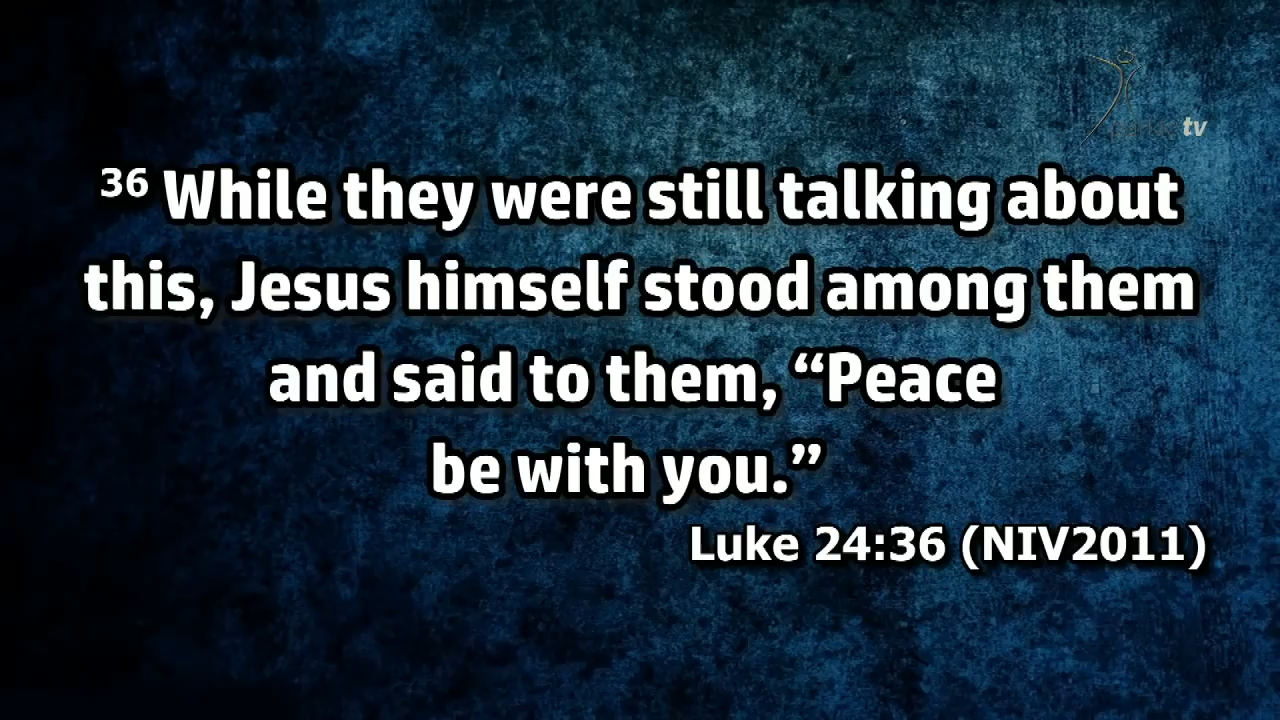 tv
36 While they were still talking about
this, Jesus himself stood among them
and said to them, “Peace
be with you.”
Luke 24:36 (NIV2011)